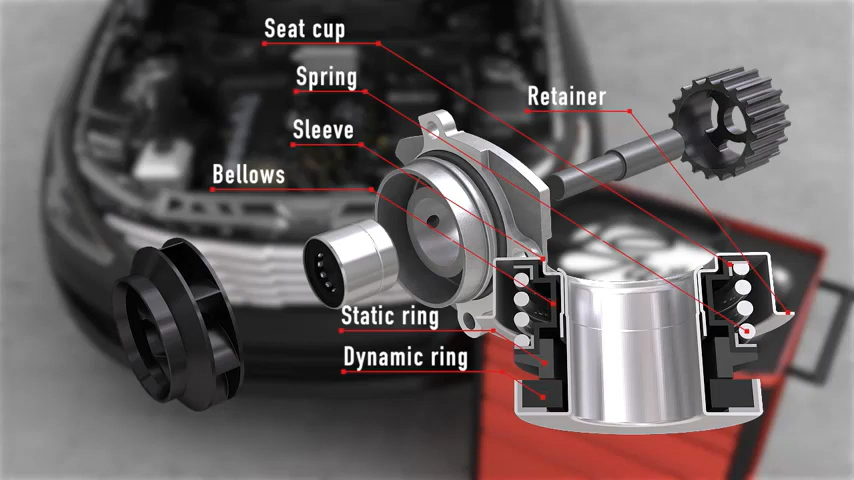 Seat cup
Spring
Retainer
Sleeve
Bellows
Static ring
Dynamic ring